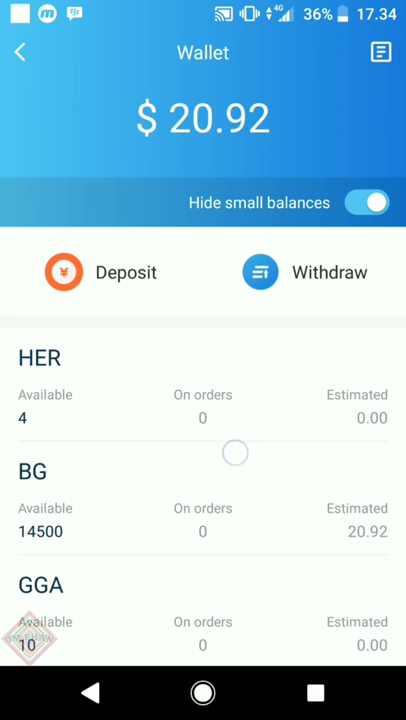 4G 36% 17.34
Wallet
$ 20.92
Hide small balances
Deposit Withdraw
HER
Available On orders Estimated
4 0 0.00
BG
Available On orders Estimated
14500 0 20.92
GGA
Available On orders Estimated
10 0 0.00